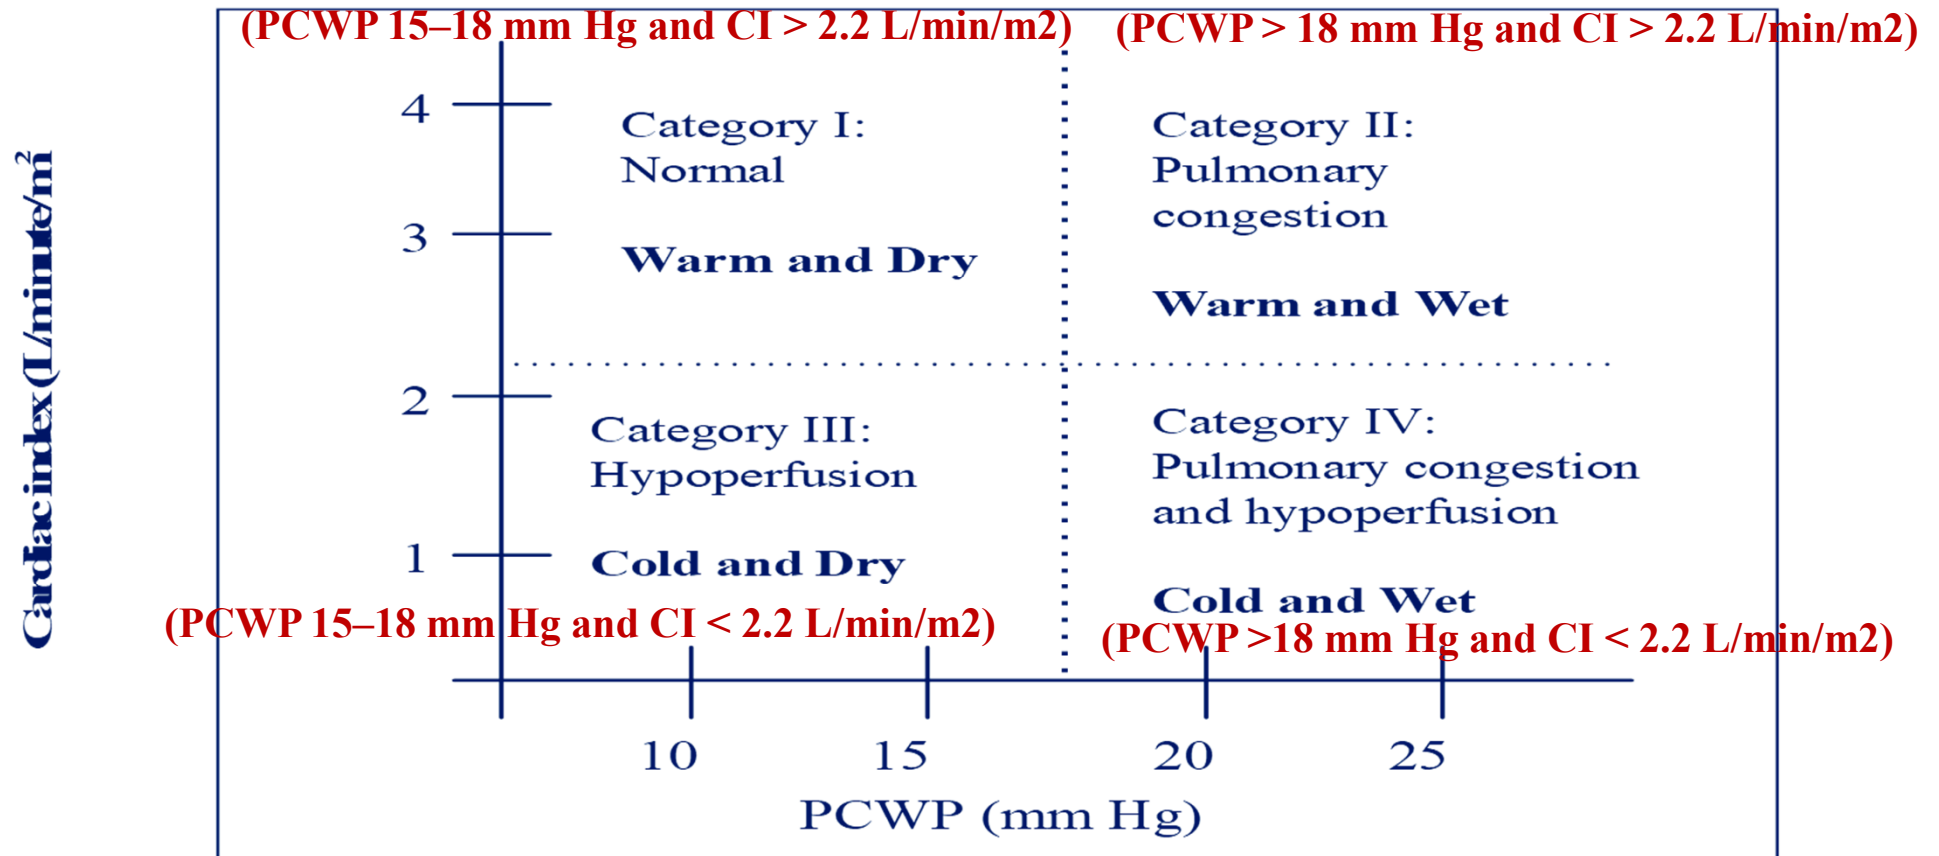 (PCWP 15–18 mm Hg and CI > 2.2 L/min/m2)
(PCWP > 18 mm Hg and CI > 2.2 L/min/m2)
Cardiac index (L/minute/m²
4
3
2
1
Category I:
Normal
Warm and Dry
Category II:
Pulmonary
congestion
Warm and Wet
Category III:
Hypoperfusion
Cold and Dry
(PCWP 15–18 mm Hg and CI < 2.2 L/min/m2)
Category IV:
Pulmonary congestion
and hypoperfusion
Cold and Wet
(PCWP >18 mm Hg and CI < 2.2 L/min/m2)
10
15
20
25
PCWP (mm Hg)